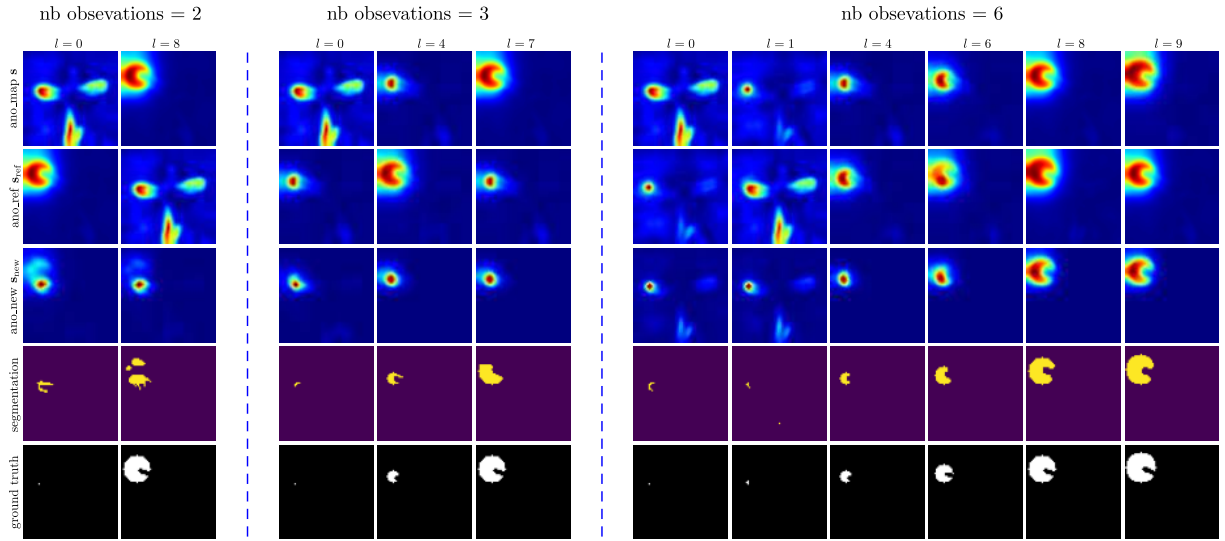 nb obsevations = 2
nb obsevations = 3
nb obsevations = 6
l = 0
l = 8
l = 0
l = 4
l = 7
l = 0
l = 1
l = 4
l = 6
l = 8
l = 9
ano_map s
ano_ref s_ref
ano_new s_new
segmentation
ground truth